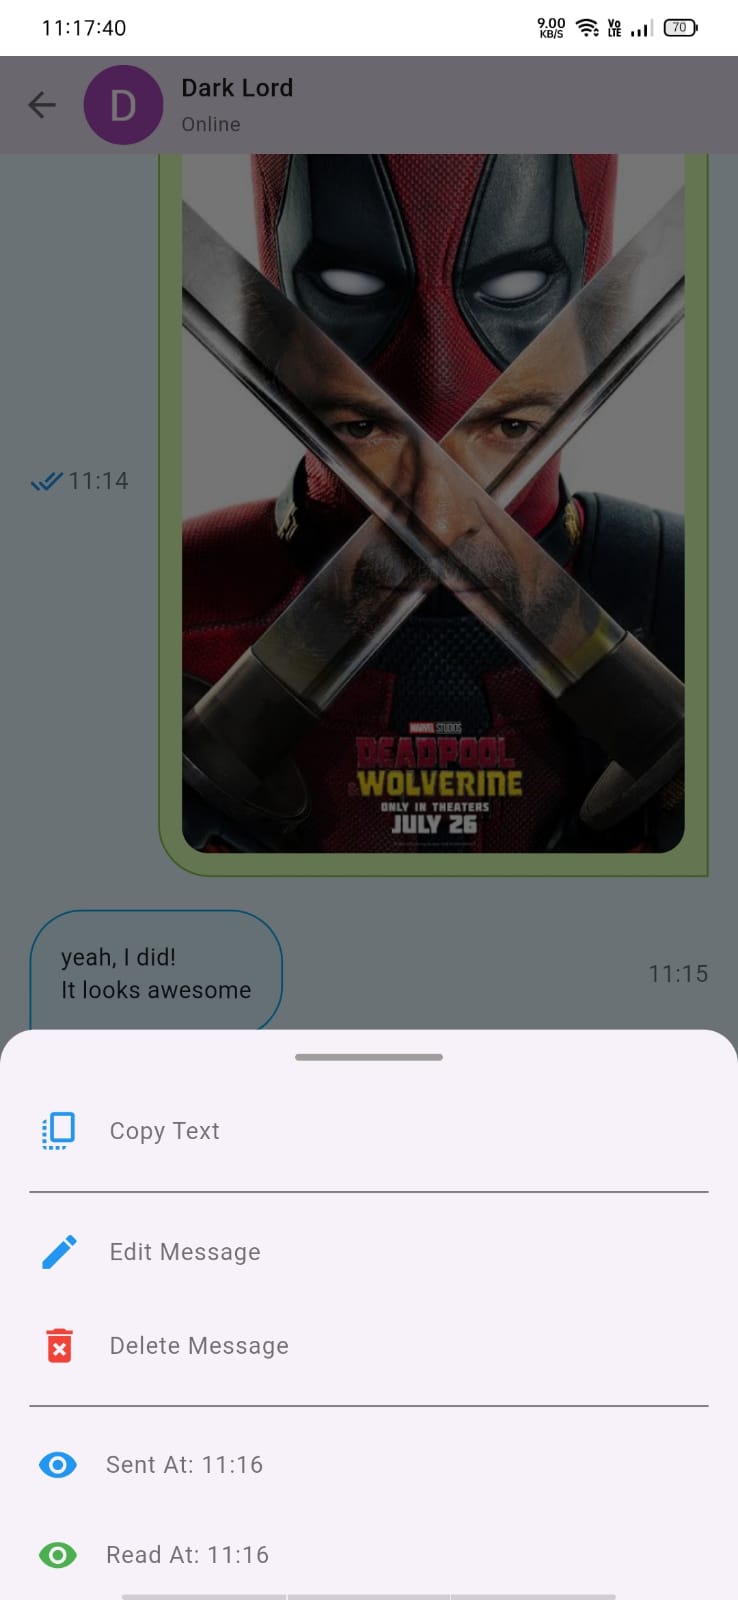 11:17:40
9.00
KB/S
Vo
LTE
70
D
Dark Lord
Online
11:14
MARVEL STUDIOS
DEADPOOL
& WOLVERINE
ONLY IN THEATERS
JULY 26
yeah, I did!
It looks awesome
11:15
Copy Text
Edit Message
Delete Message
Sent At: 11:16
Read At: 11:16